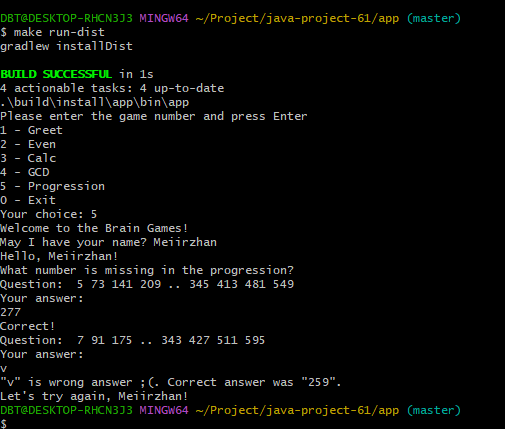 DBT@DESKTOP-RHCN3J3 MINGW64 ~/Project/java-project-61/app (master)
$ make run-dist
gradlew installDist
BUILD SUCCESSFUL in 1s
4 actionable tasks: 4 up-to-date
.\build\install\app\bin\app
Please enter the game number and press Enter
1 - Greet
2 - Even
3 - Calc
4 - GCD
5 - Progression
0 - Exit
Your choice: 5
Welcome to the Brain Games!
May I have your name? Meiirzhan
Hello, Meiirzhan!
What number is missing in the progression?
Question:  5 73 141 209 .. 345 413 481 549
Your answer:
277
Correct!
Question:  7 91 175 .. 343 427 511 595
Your answer:
v
"v" is wrong answer ;(. Correct answer was "259".
Let's try again, Meiirzhan!
DBT@DESKTOP-RHCN3J3 MINGW64 ~/Project/java-project-61/app (master)
$